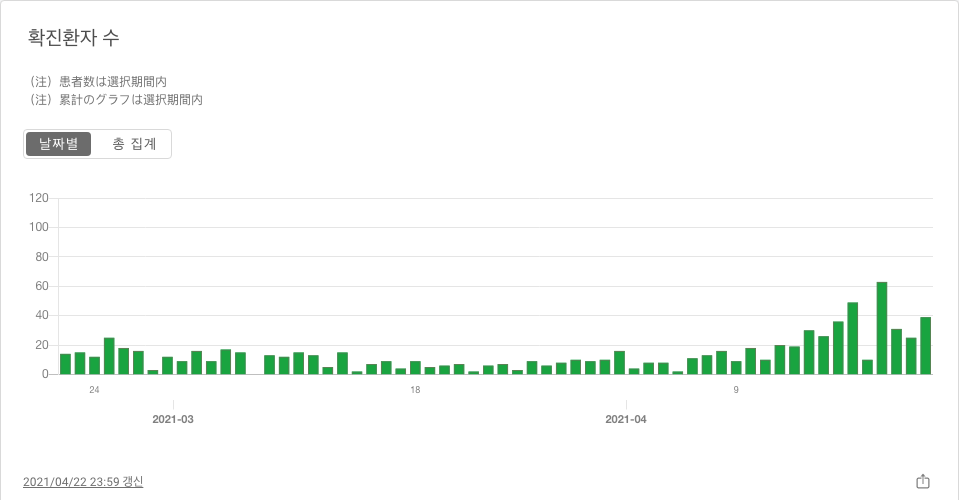 확진환자 수
（注）患者数は選択期間内
（注）累計のグラフは選択期間内
날짜별 총 집계
120
100
80
60
40
20
0
24 18 9
2021-03 2021-04
2021/04/22 23:59 갱신